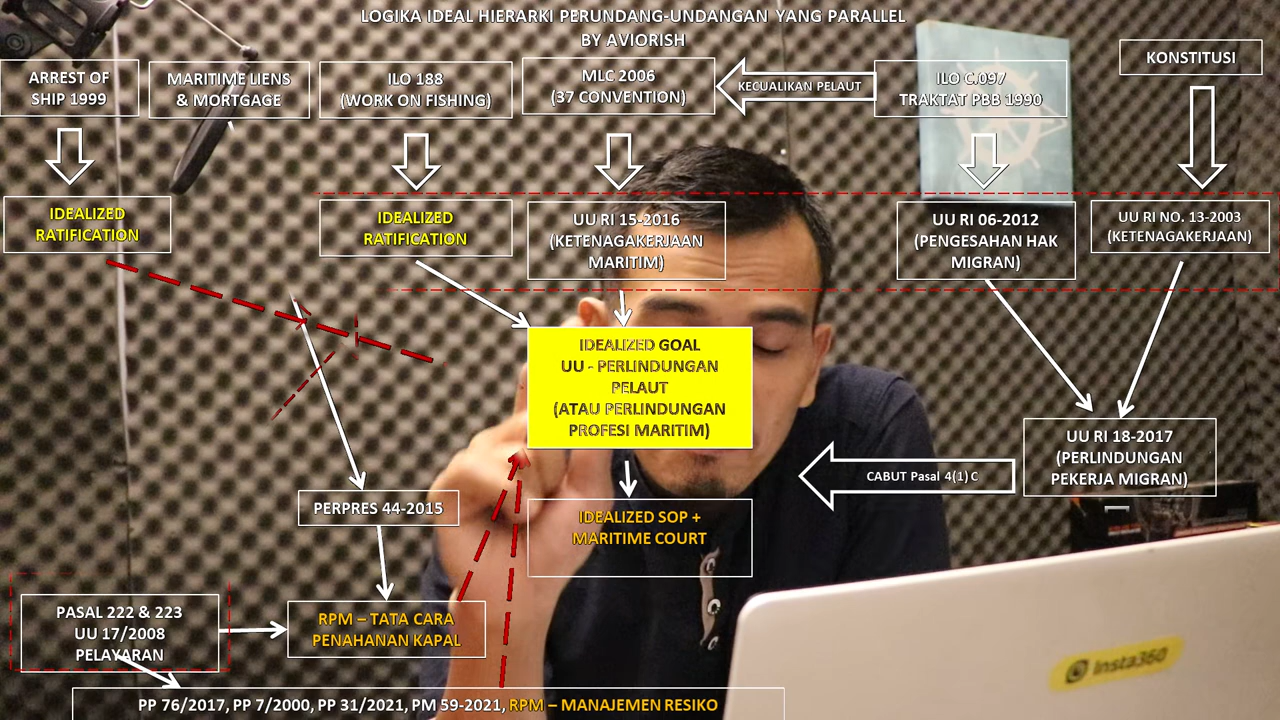 LOGIKA IDEAL HIERARKI PERUNDANG-UNDANGAN YANG PARALLEL
BY AVIORISH
ARREST OF
SHIP 1999
MARITIME LIENS
& MORTGAGE
ILO 188
(WORK ON FISHING)
MLC 2006
(37 CONVENTION)
KECUALIKAN PELAUT
ILO C,097
TRAKTAT PBB 1990
KONSTITUSI
IDEALIZED
RATIFICATION
IDEALIZED
RATIFICATION
UU RI 15-2016
(KETENAGAKERJAAN
MARITIM)
UU RI 06-2012
(PENGESAHAN HAK
MIGRAN)
UU RI NO. 13-2003
(KETENAGAKERJAAN)
IDEALIZED GOAL
UU - PERLINDUNGAN
PELAUT
(ATAU PERLINDUNGAN
PROFESI MARITIM)
UU RI 18-2017
(PERLINDUNGAN
PEKERJA MIGRAN)
CABUT Pasal 4(1) C
PERPRES 44-2015
IDEALIZED SOP +
MARITIME COURT
PASAL 222 & 223
UU 17/2008
PELAYARAN
RPM – TATA CARA
PENAHANAN KAPAL
Insta360
PP 76/2017, PP 7/2000, PP 31/2021, PM 59-2021, RPM – MANAJEMEN RESIKO